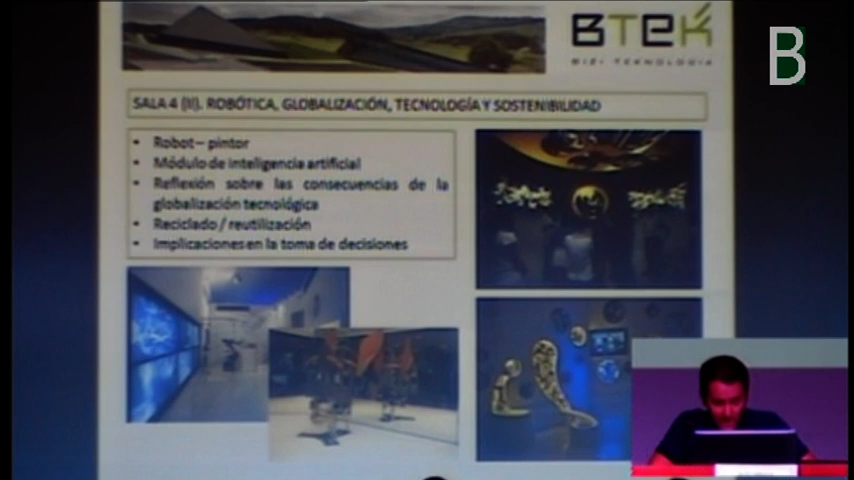 BTEK
BIZI TEKNOLOGIA
B
SALA 4 (II). ROBÓTICA, GLOBALIZACIÓN, TECNOLOGÍA Y SOSTENIBILIDAD
• Robot – pintor
• Módulo de inteligencia artificial
• Reflexión sobre las consecuencias de la
globalización tecnológica
• Reciclado / reutilización
• Implicaciones en la toma de decisiones